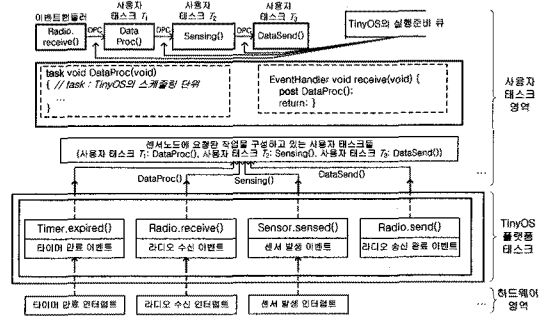 사용자 사용자 사용자
이벤트핸들러 태스크 T₁ 태스크 T₂ 태스크 T₃
Radio.receive() OPC Data Proc() OPC Sensing() OPC DataSend()
TinyOS의 실행준비 큐
task void DataProc(void)
{ // task : TinyOS의 스케줄링 단위
...
}
EventHandler void receive(void) {
post DataProc();
return; }
사용자
태스크
영역
센서노드에 요청된 작업을 구성하고 있는 사용자 태스크들
{사용자 태스크 T₁: DataProc(), 사용자 태스크 T₂: Sensing(), 사용자 태스크 T₃: DataSend()}
...
DataProc() Sensing() DataSend()
Timer.expired() Radio.receive() Sensor.sensed() Radio.send()
타이머 만료 이벤트 라디오 수신 이벤트 센서 발생 이벤트 라디오 송신 완료 이벤트
...
TinyOS
플랫폼
태스크
타이머 만료 인터럽트 라디오 수신 인터럽트 센서 발생 인터럽트 ...
하드웨어
영역